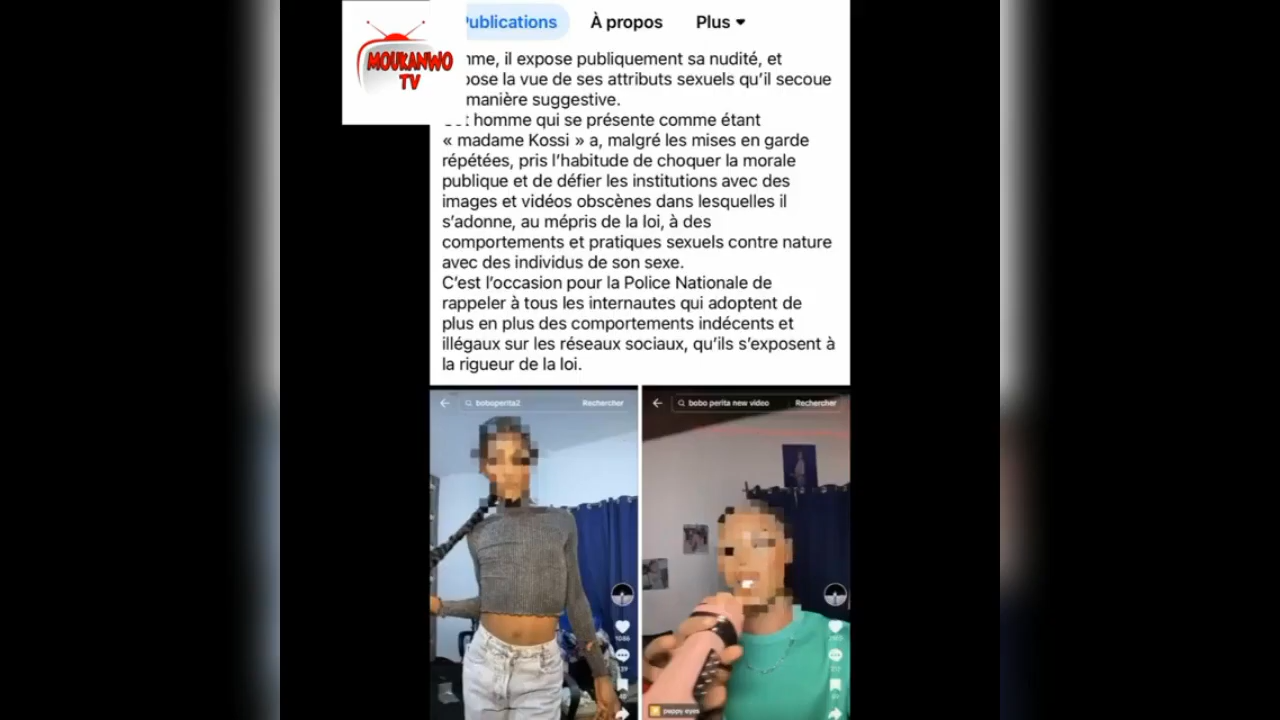 Publications À propos Plus
MOUKANWO
TV
mme, il expose publiquement sa nudité, et
pose la vue de ses attributs sexuels qu'il secoue
manière suggestive.
homme qui se présente comme étant
« madame Kossi » a, malgré les mises en garde
répétées, pris l'habitude de choquer la morale
publique et de défier les institutions avec des
images et vidéos obscènes dans lesquelles il
s'adonne, au mépris de la loi, à des
comportements et pratiques sexuels contre nature
avec des individus de son sexe.
C'est l'occasion pour la Police Nationale de
rappeler à tous les internautes qui adoptent de
plus en plus des comportements indécents et
illégaux sur les réseaux sociaux, qu'ils s'exposent à
la rigueur de la loi.
boboperita2 Rechercher
bobo perita new video Rechercher
1086
peppy eyes